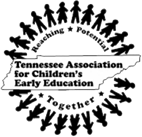 Reaching ★ Potential
Tennessee Association
for Children's
Early Education
★ Together ★